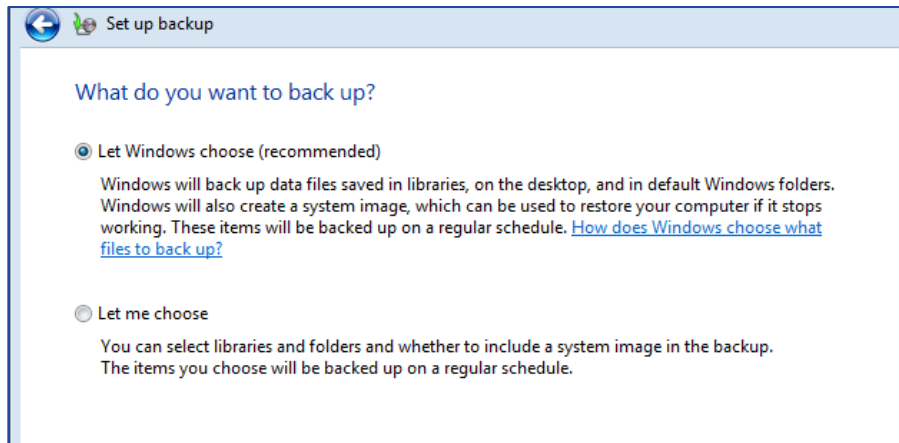 Set up backup
What do you want to back up?
Let Windows choose (recommended)
Windows will back up data files saved in libraries, on the desktop, and in default Windows folders.
Windows will also create a system image, which can be used to restore your computer if it stops
working. These items will be backed up on a regular schedule. How does Windows choose what
files to back up?
Let me choose
You can select libraries and folders and whether to include a system image in the backup.
The items you choose will be backed up on a regular schedule.